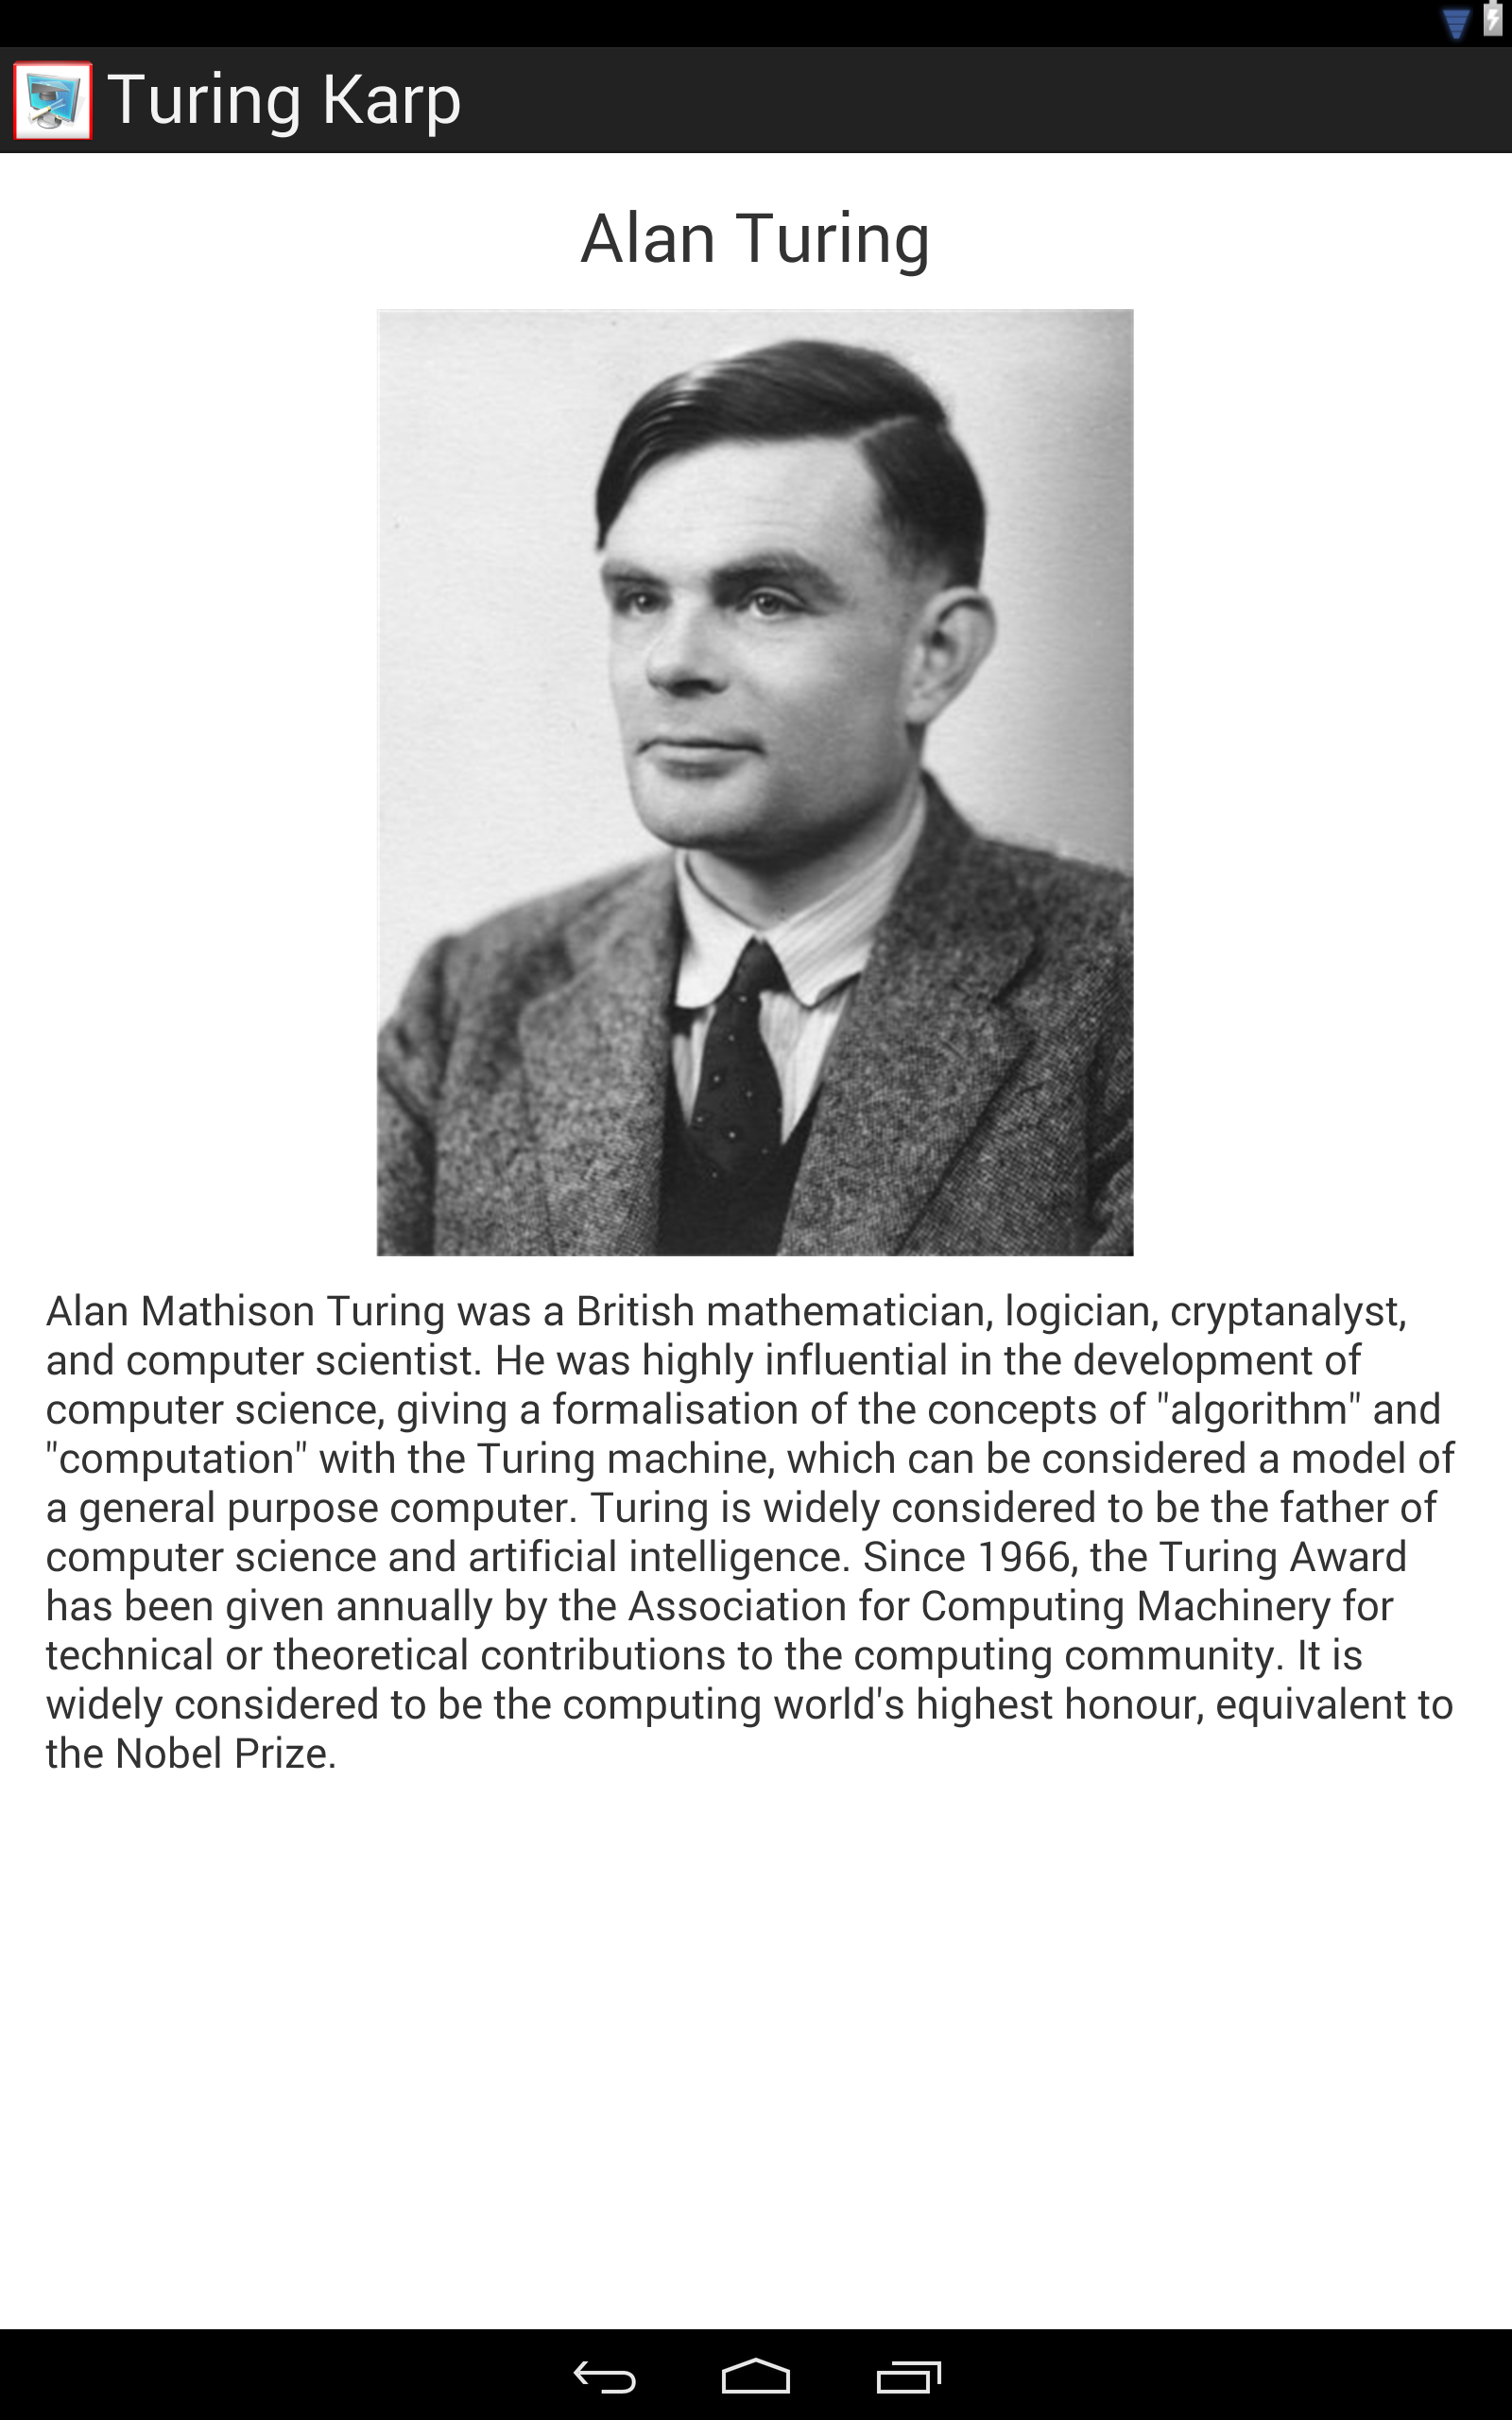 Turing Karp
Alan Turing
Alan Mathison Turing was a British mathematician, logician, cryptanalyst,
and computer scientist. He was highly influential in the development of
computer science, giving a formalisation of the concepts of "algorithm" and
"computation" with the Turing machine, which can be considered a model of
a general purpose computer. Turing is widely considered to be the father of
computer science and artificial intelligence. Since 1966, the Turing Award
has been given annually by the Association for Computing Machinery for
technical or theoretical contributions to the computing community. It is
widely considered to be the computing world's highest honour, equivalent to
the Nobel Prize.